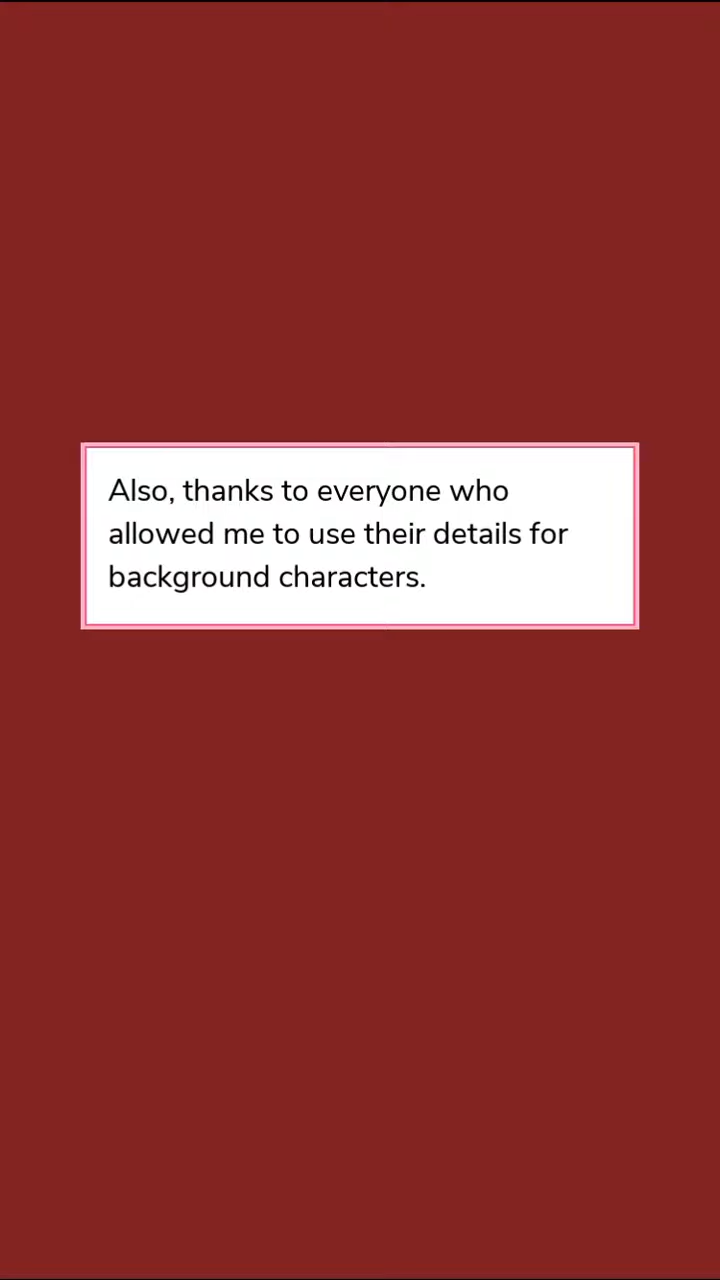 Also, thanks to everyone who
allowed me to use their details for
background characters.